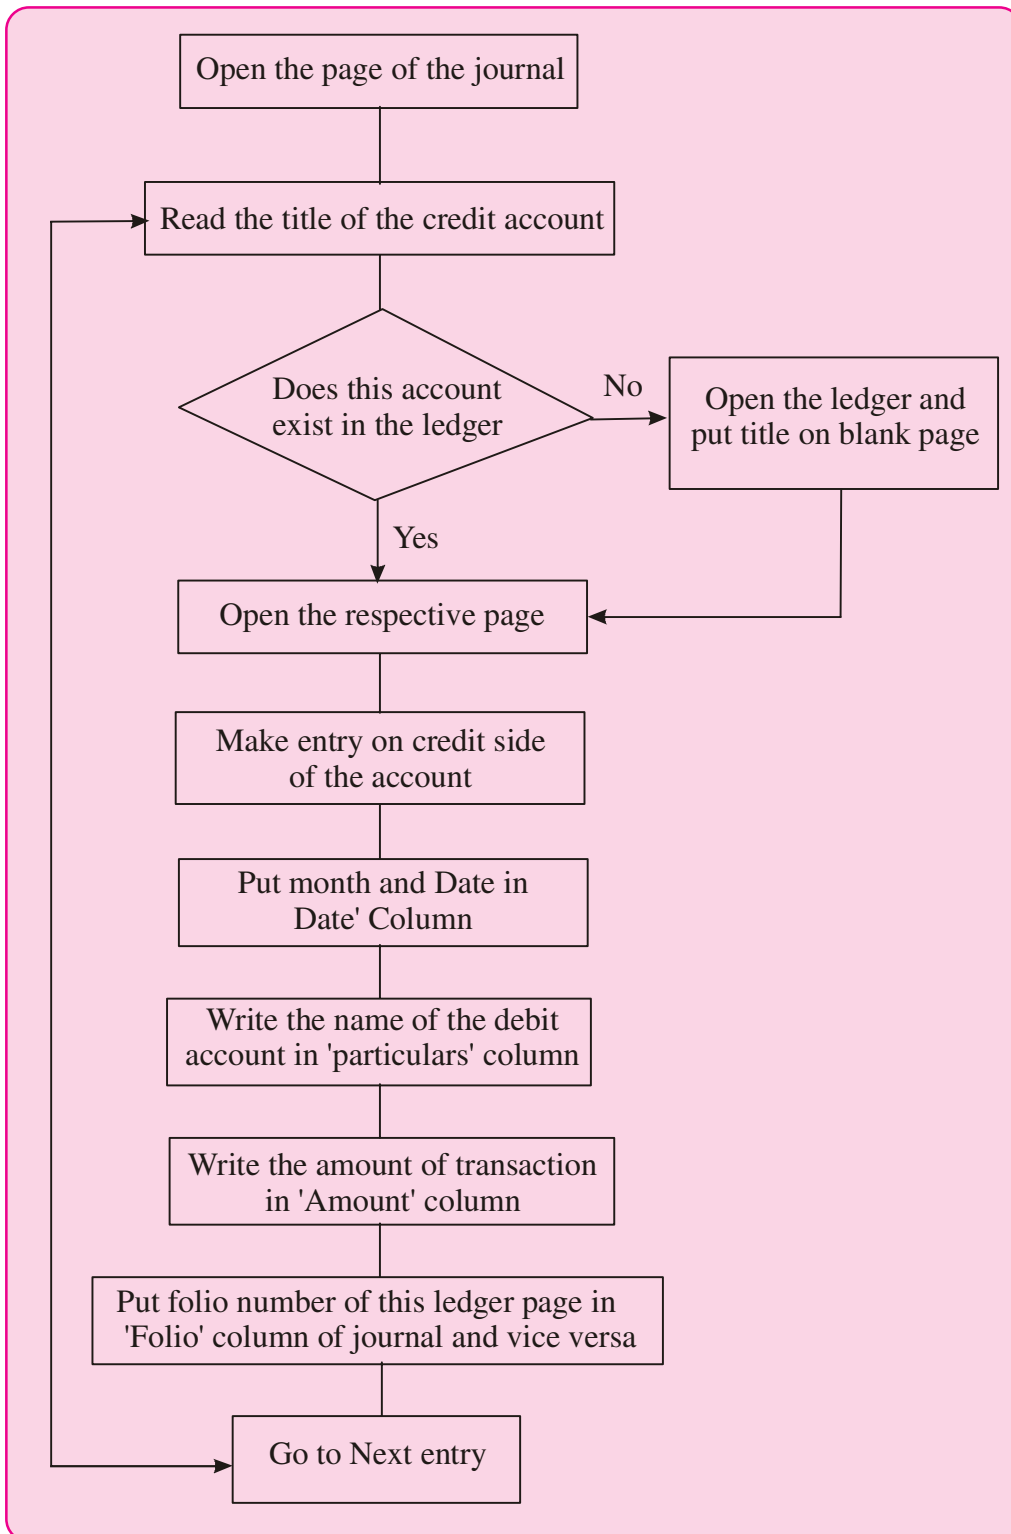 Open the page of the journal
Read the title of the credit account
Does this account
exist in the ledger
No
Open the ledger and
put title on blank page
Yes
Open the respective page
Make entry on credit side
of the account
Put month and Date in
Date' Column
Write the name of the debit
account in 'particulars' column
Write the amount of transaction
in 'Amount' column
Put folio number of this ledger page in
'Folio' column of journal and vice versa
Go to Next entry